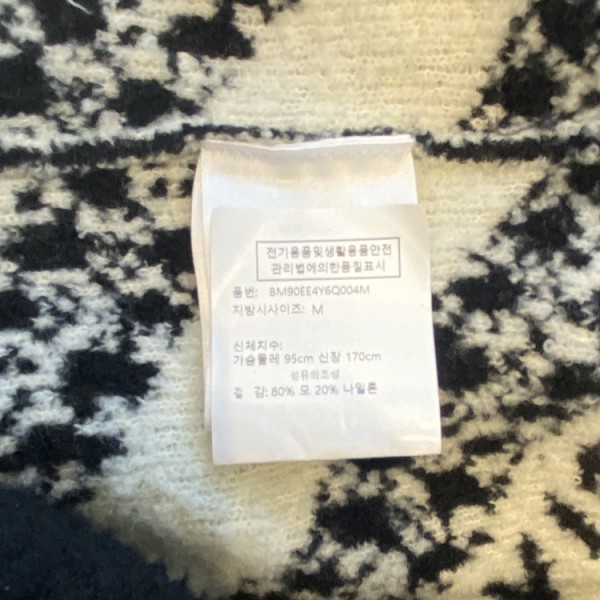 전기용품및생활용품안전
관리법에의한품질표시
품번: BM90EE4Y6Q004M
지방시사이즈: M
신체치수:
가슴둘레 95cm 신장 170cm
섬유의조성
겉 감: 80% 모 20% 나일론